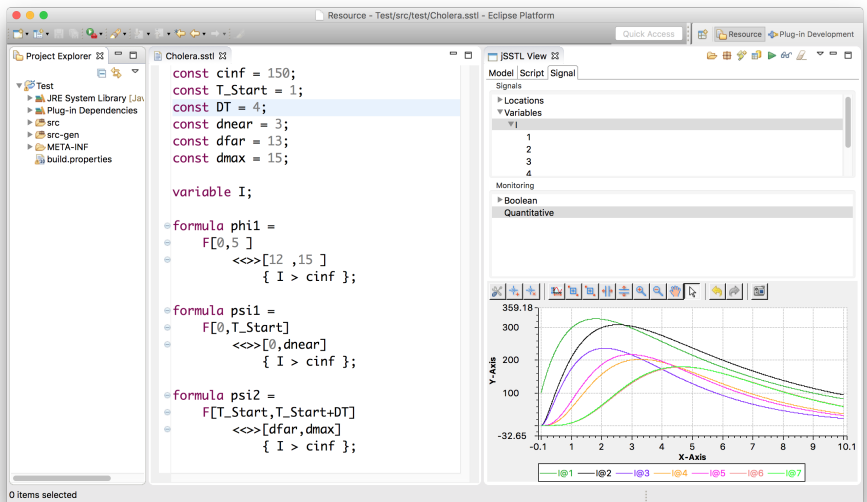 Resource - Test/src/test/Cholera.sstl - Eclipse Platform
Quick Access
Resource
Plug-in Development
Project Explorer
Test
JRE System Library [Jav
Plug-in Dependencies
src
src-gen
META-INF
build.properties
Cholera.sstl
const cinf = 150;
const T_Start = 1;
const DT = 4;
const dnear = 3;
const dfar = 13;
const dmax = 15;
variable I;
formula phi1 =
F[0,5 ]
<<>>[12 ,15 ]
{ I > cinf };
formula psi1 =
F[0,T_Start]
<<>>[0,dnear]
{ I > cinf };
formula psi2 =
F[T_Start,T_Start+DT]
<<>>[dfar,dmax]
{ I > cinf };
jSSTL View
Model Script Signal
Signals
Locations
Variables
I
1
2
3
4
Monitoring
Boolean
Quantitative
359.18
300
200
100
-32.65
Y-Axis
-0.1 1 2 3 4 5 6 7 8 9 10.1
X-Axis
I@1 I@2 I@3 I@4 I@5 I@6 I@7
0 items selected